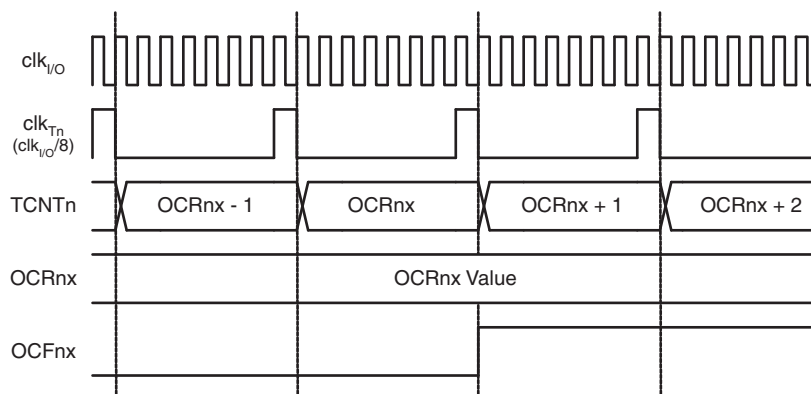 clkI/O
clkTn
(clkI/O/8)
TCNTn OCRnx - 1 OCRnx OCRnx + 1 OCRnx + 2
OCRnx OCRnx Value
OCFnx